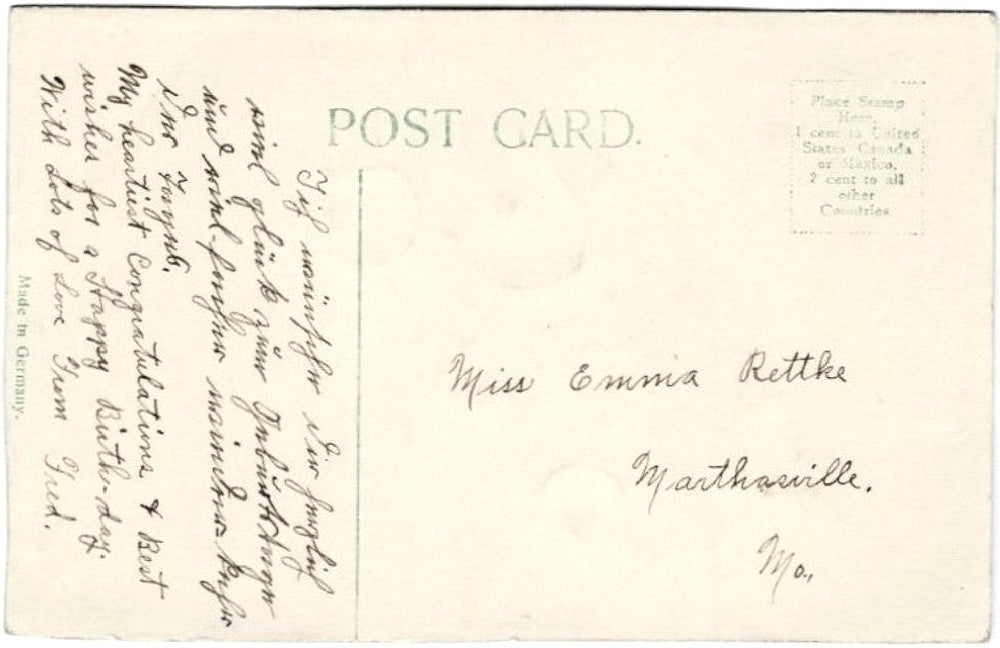 POST CARD.
Place Stamp
Here.
1 cent to United
States Canada
or Mexico,
2 cent to all
other
Countries.
Ich wünsche Dir herzlich
viel glück zum Geburtstage
und wiederkehr
Tages.
My heartiest Congratulations & Best
wishes for a Happy Birth-day.
With Lots of Love From Fred.
Made in Germany.
Miss Emma Rettke
Marthasville.
Mo.,